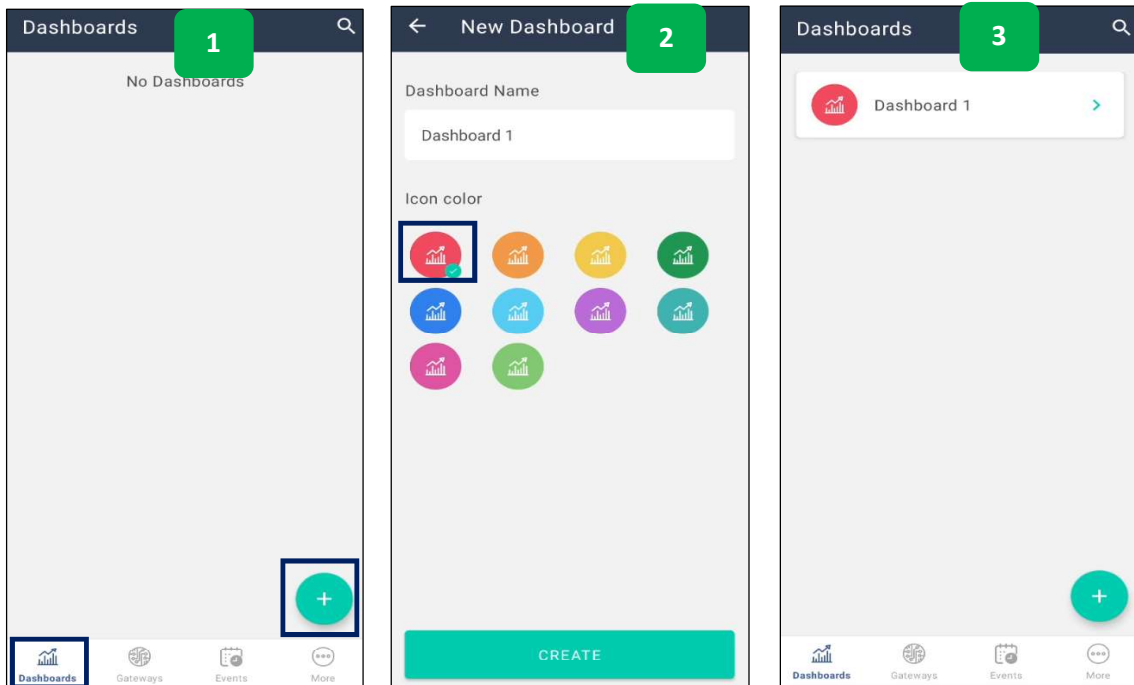 Dashboards
1
No Dashboards
+
Dashboards
Gateways
Events
More
New Dashboard
2
Dashboard Name
Dashboard 1
Icon color
CREATE
Dashboards
3
Dashboard 1
+
Dashboards
Gateways
Events
More